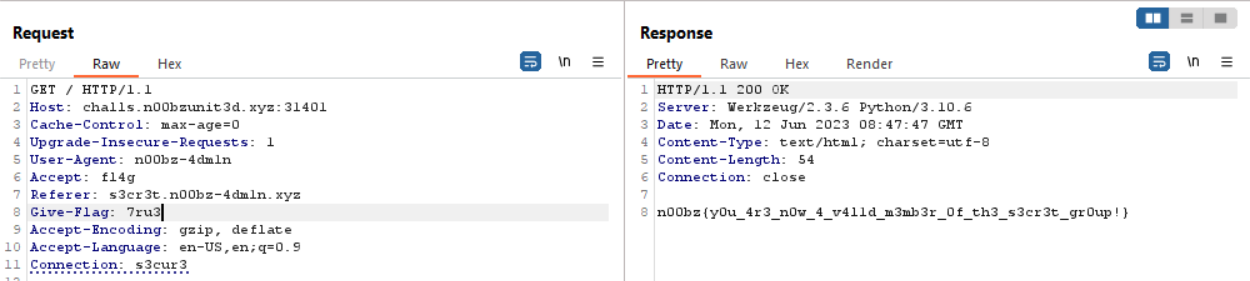 Request
Pretty Raw Hex \n
1 GET / HTTP/1.1
2 Host: challs.n00bzunit3d.xyz:31401
3 Cache-Control: max-age=0
4 Upgrade-Insecure-Requests: 1
5 User-Agent: n00bz-4dm1n
6 Accept: fl4g
7 Referer: s3cr3t.n00bz-4dm1n.xyz
8 Give-Flag: 7ru3
9 Accept-Encoding: gzip, deflate
10 Accept-Language: en-US,en;q=0.9
11 Connection: s3cur3
Response
Pretty Raw Hex Render \n
1 HTTP/1.1 200 OK
2 Server: Werkzeug/2.3.6 Python/3.10.6
3 Date: Mon, 12 Jun 2023 08:47:47 GMT
4 Content-Type: text/html; charset=utf-8
5 Content-Length: 54
6 Connection: close
7
8 n00bz{y0u_4r3_n0w_4_v4l1d_m3mb3r_0f_th3_s3cr3t_gr0up!}